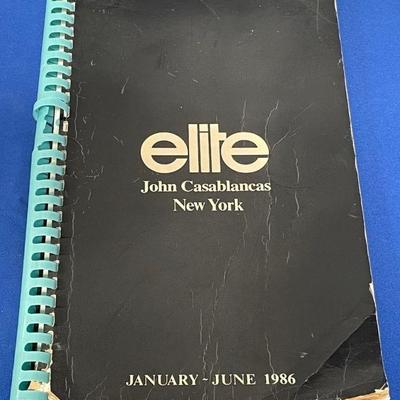 elite
John Casablancas
New York
JANUARY ~ JUNE 1986